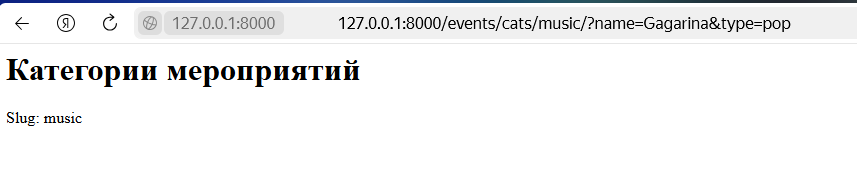 Я 127.0.0.1:8000 127.0.0.1:8000/events/cats/music/?name=Gagarina&type=pop
Категории мероприятий
Slug: music